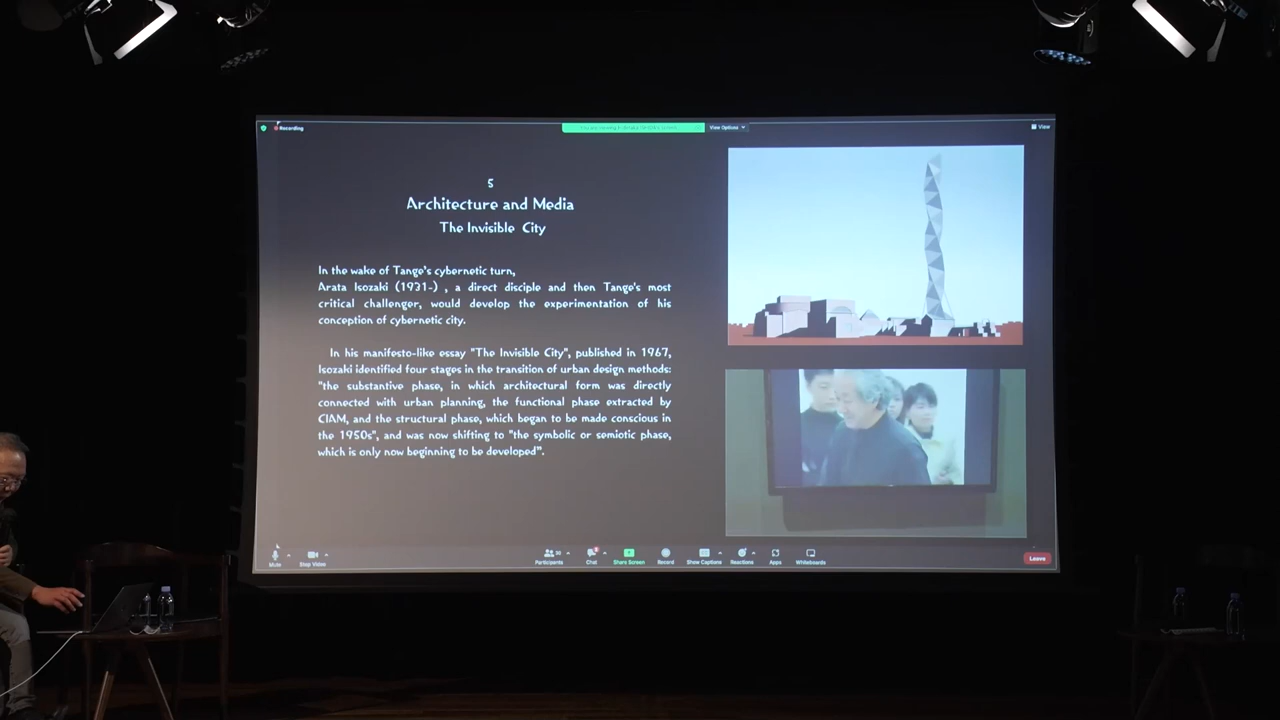 Recording
View Options
View
5
Architecture and Media
The Invisible City
In the wake of Tange's cybernetic turn,
Arata Isozaki (1931-) , a direct disciple and then Tange's most
critical challenger, would develop the experimentation of his
conception of cybernetic city.
In his manifesto-like essay "The Invisible City", published in 1967,
Isozaki identified four stages in the transition of urban design methods:
"the substantive phase, in which architectural form was directly
connected with urban planning, the functional phase extracted by
CIAM, and the structural phase, which began to be made conscious in
the 1950s", and was now shifting to "the symbolic or semiotic phase,
which is only now beginning to be developed".
Mute
Stop Video
Participants
Chat
Share Screen
Record
Show Captions
Reactions
Apps
Whiteboards
Leave